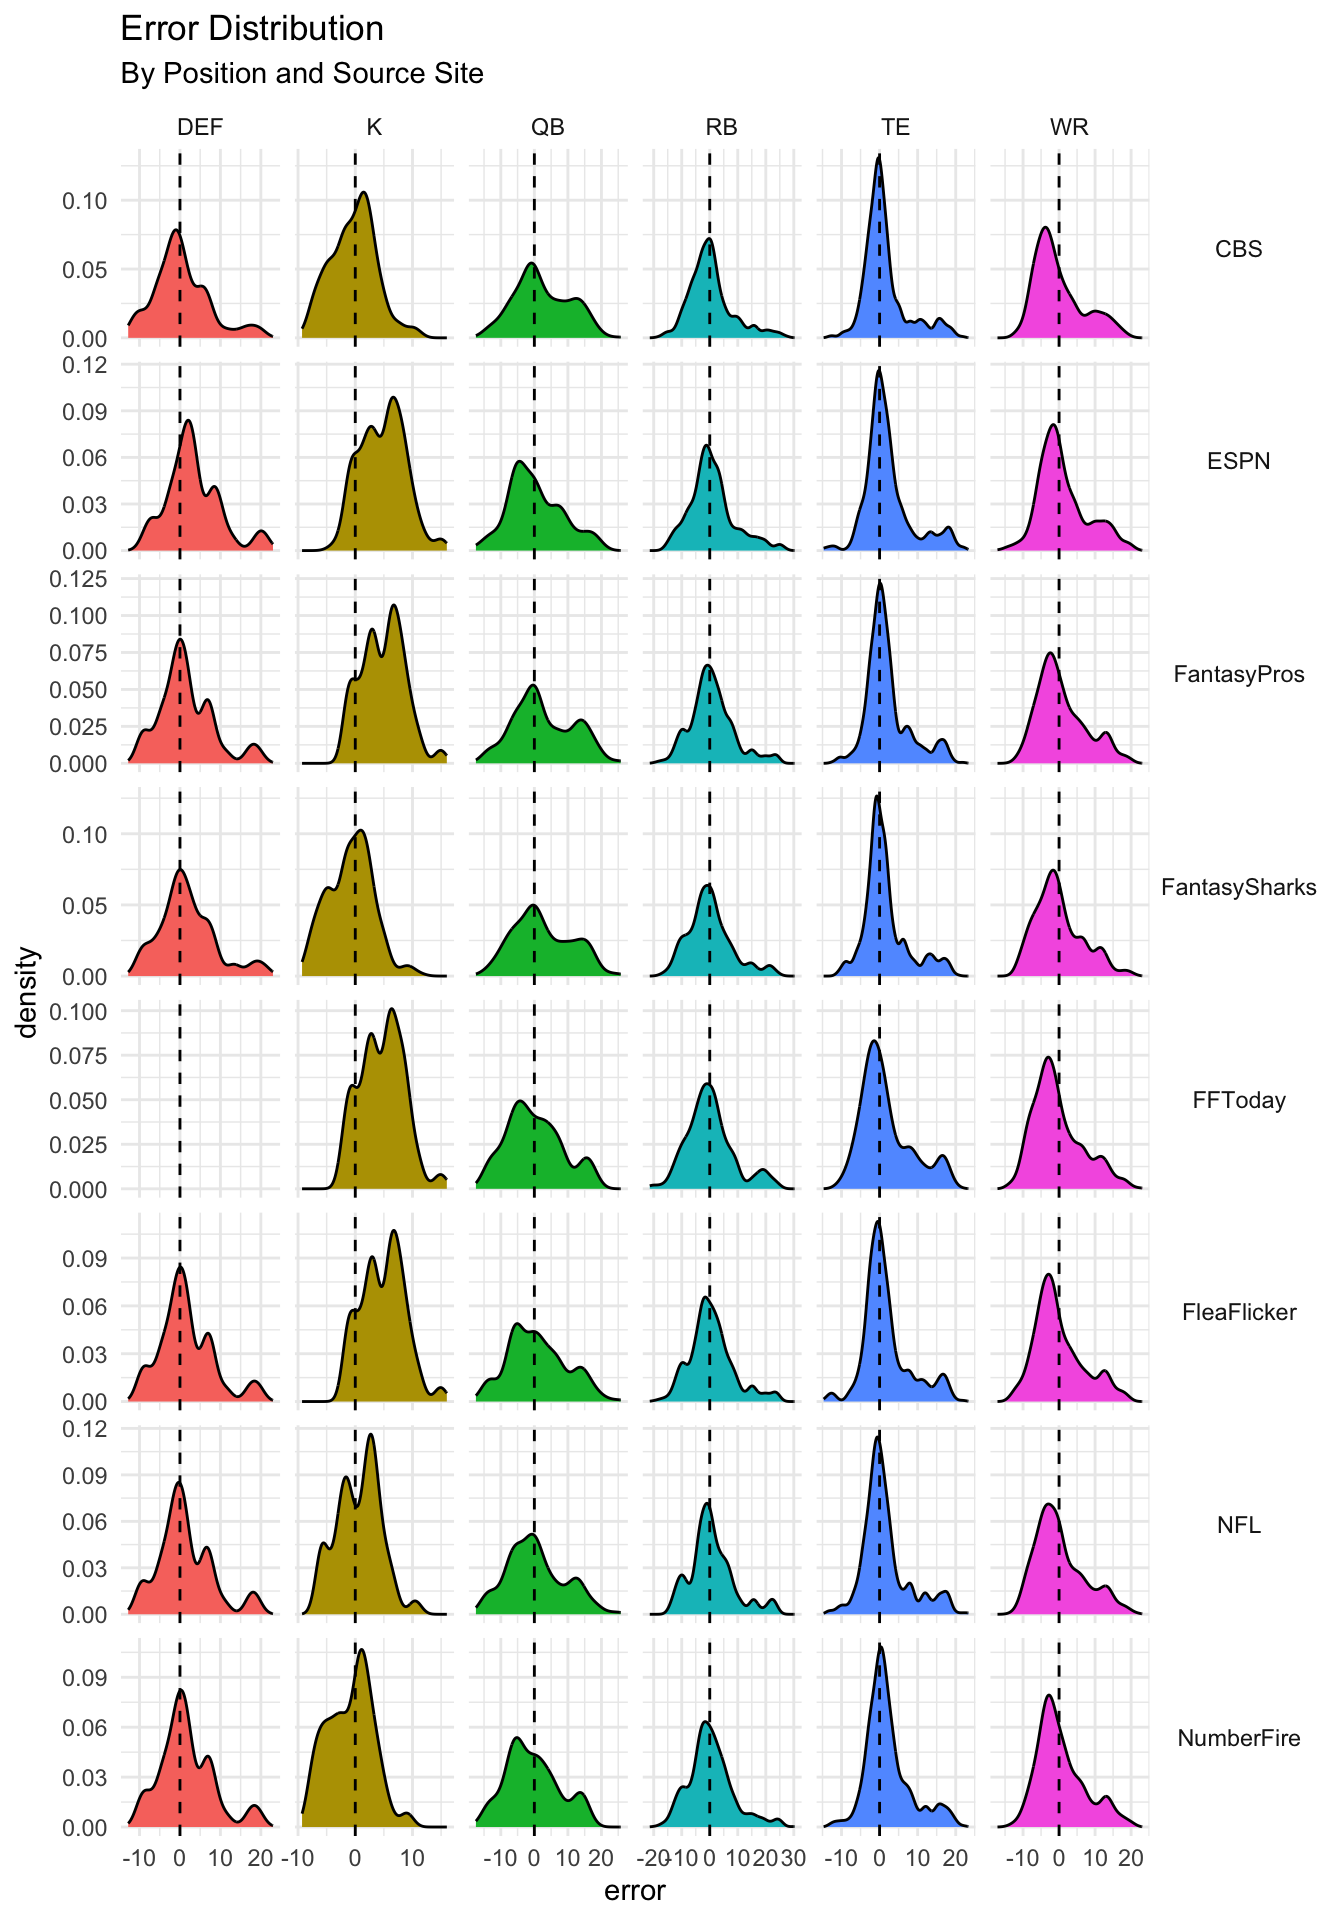 Error Distribution
By Position and Source Site
DEF K QB RB TE WR
0.10
0.05
0.00
CBS
0.12
0.09
0.06
0.03
0.00
ESPN
0.125
0.100
0.075
0.050
0.025
0.000
FantasyPros
0.10
0.05
0.00
FantasySharks
density
0.100
0.075
0.050
0.025
0.000
FFToday
0.09
0.06
0.03
0.00
FleaFlicker
0.12
0.09
0.06
0.03
0.00
NFL
0.09
0.06
0.03
0.00
NumberFire
-10 0 10 20 -10 0 10 -10 0 10 20 -20 -10 0 10 20 30 -10 0 10 20 -10 0 10 20
error